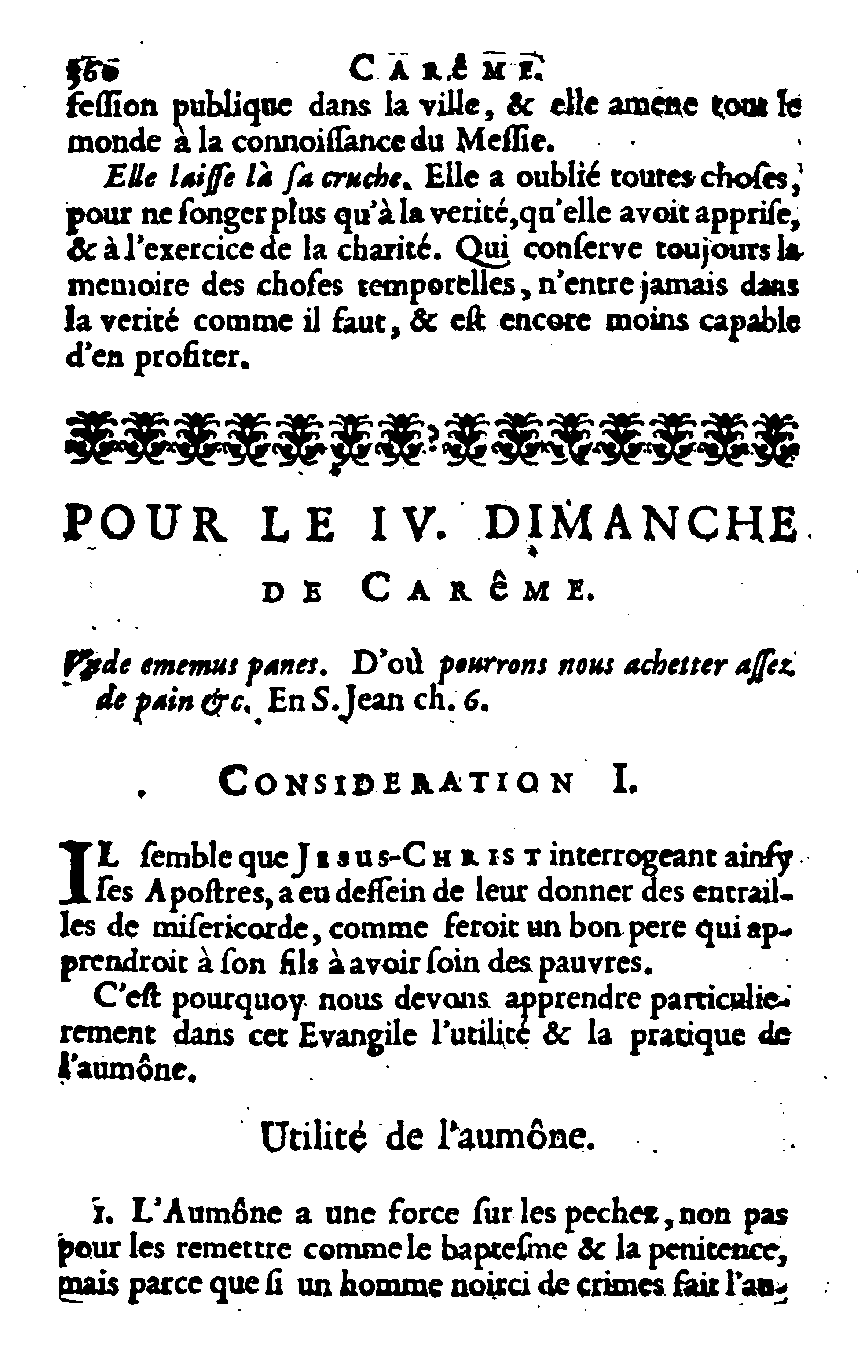 360 CARÊME.
feſſion publique dans la ville, & elle amene tout le
monde à la connoiſſance du Meſſie.
Elle laiſſe là ſa cruche. Elle a oublié toutes choſes,
pour ne ſonger plus qu'à la verité, qu'elle avoit appriſe,
& à l'exercice de la charité. Qui conſerve toujours la
memoire des choſes temporelles, n'entre jamais dans
la verité comme il faut, & eſt encore moins capable
d'en profiter.
POUR LE IV. DIMANCHE
DE CARÊME.
Vnde ememus panes. D'où pourrons nous achetter aſſez
de pain &c. En S. Jean ch. 6.
CONSIDERATION I.
IL ſemble que JESUS-CHRIST interrogeant ainſy
ſes Apoſtres, a eu deſſein de leur donner des entrail-
les de miſericorde, comme feroit un bon pere qui ap-
prendroit à ſon fils à avoir ſoin des pauvres.
C'eſt pourquoy nous devons apprendre particulie-
rement dans cet Evangile l'utilité & la pratique de
l'aumône.
Utilité de l'aumône.
1. L'Aumône a une force ſur les pechez, non pas
pour les remettre comme le bapteſme & la penitence,
mais parce que ſi un homme noirci de crimes fait l'au-